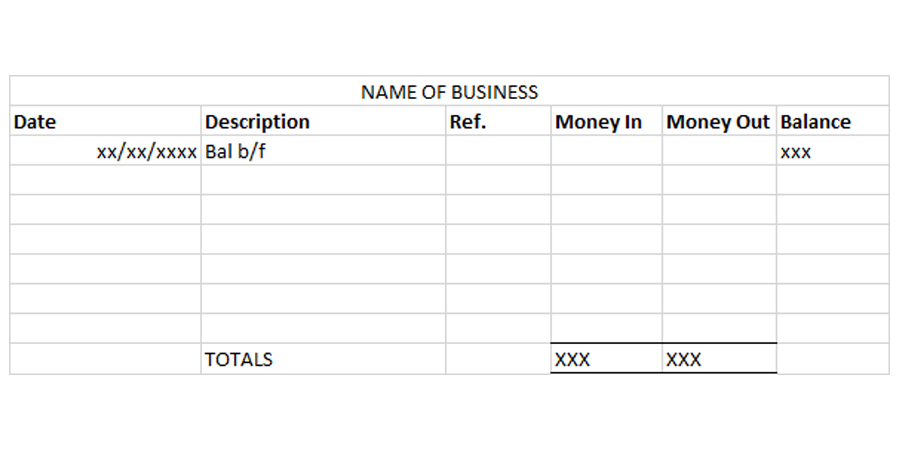 NAME OF BUSINESS
Date Description Ref. Money In Money Out Balance
xx/xx/xxxx Bal b/f xxx
TOTALS XXX XXX